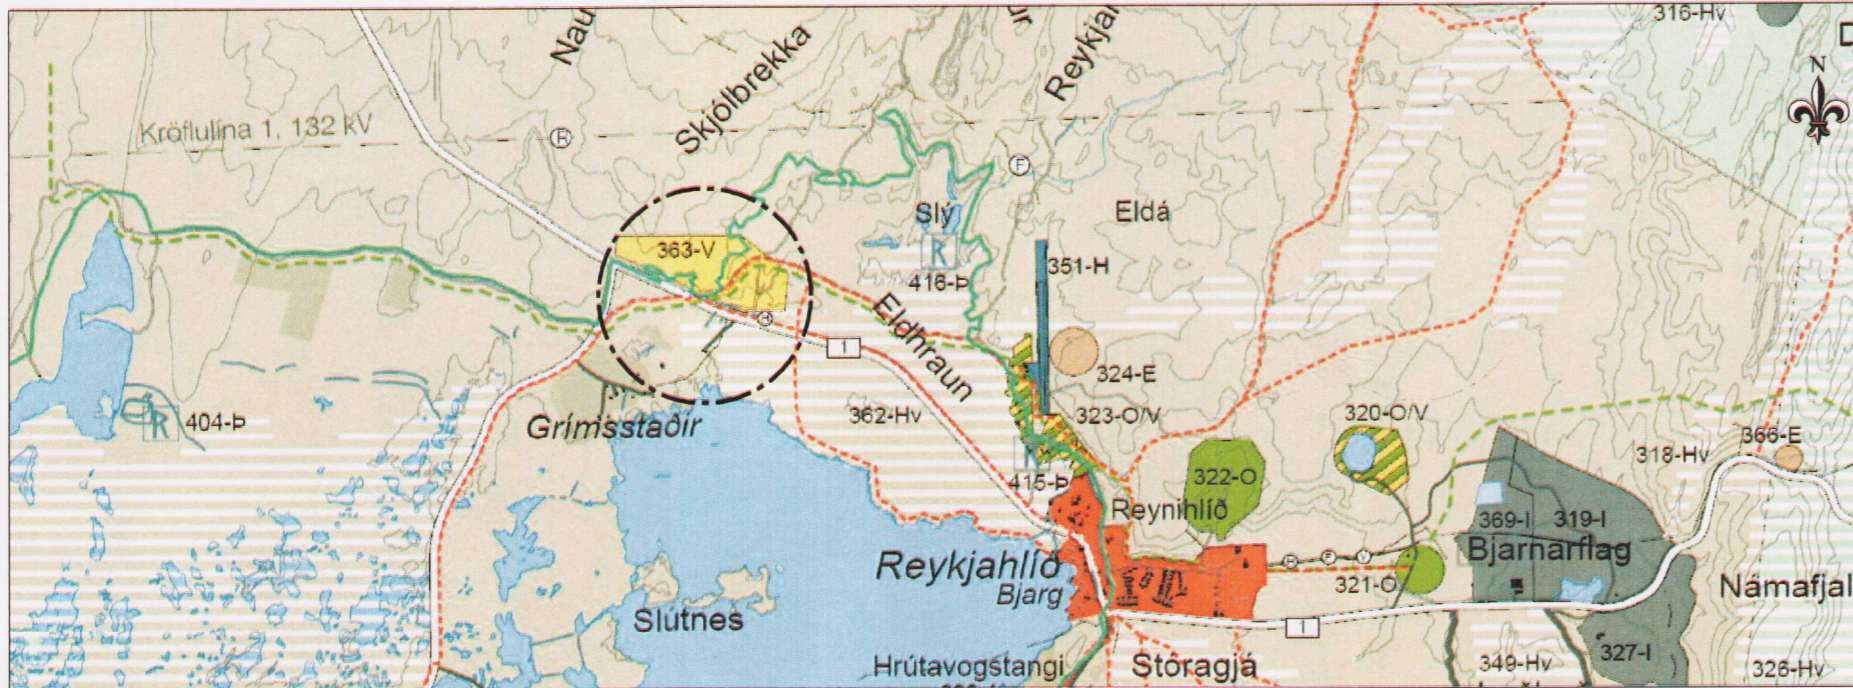 316-Hv
N
Skjólbrekka
Kröflulína 1, 132 kV
R
F
Slý
Eldá
363-V
R
351-H
416-Þ
H
1
Eldhraun
324-E
404-Þ
R
Grímsstaðir
362-Hv
323-O/V
320-O/V
366-E
318-Hv
415-Þ
322-O
Reynihlíð
369-I
319-I
Bjarnarflag
Reykjahlíð
Bjarg
F
V
321-O
Slútnes
1
327-I
Hrútavogstangi
Stóragjá
349-Hv
326-Hv